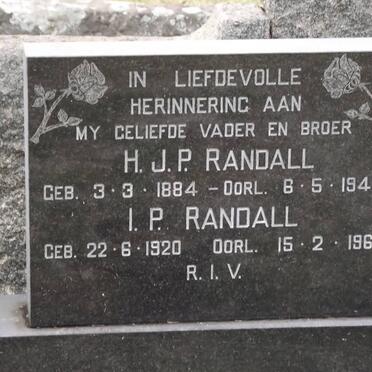 IN LIEFDEVOLLE
HERINNERING AAN
MY GELIEFDE VADER EN BROER
H. J. P. RANDALL
GEB. 3 · 3 · 1884 – OORL. 6 · 5 · 194
I. P. RANDALL
GEB. 22 · 6 · 1920 OORL. 15 · 2 · 196
R. I. V.